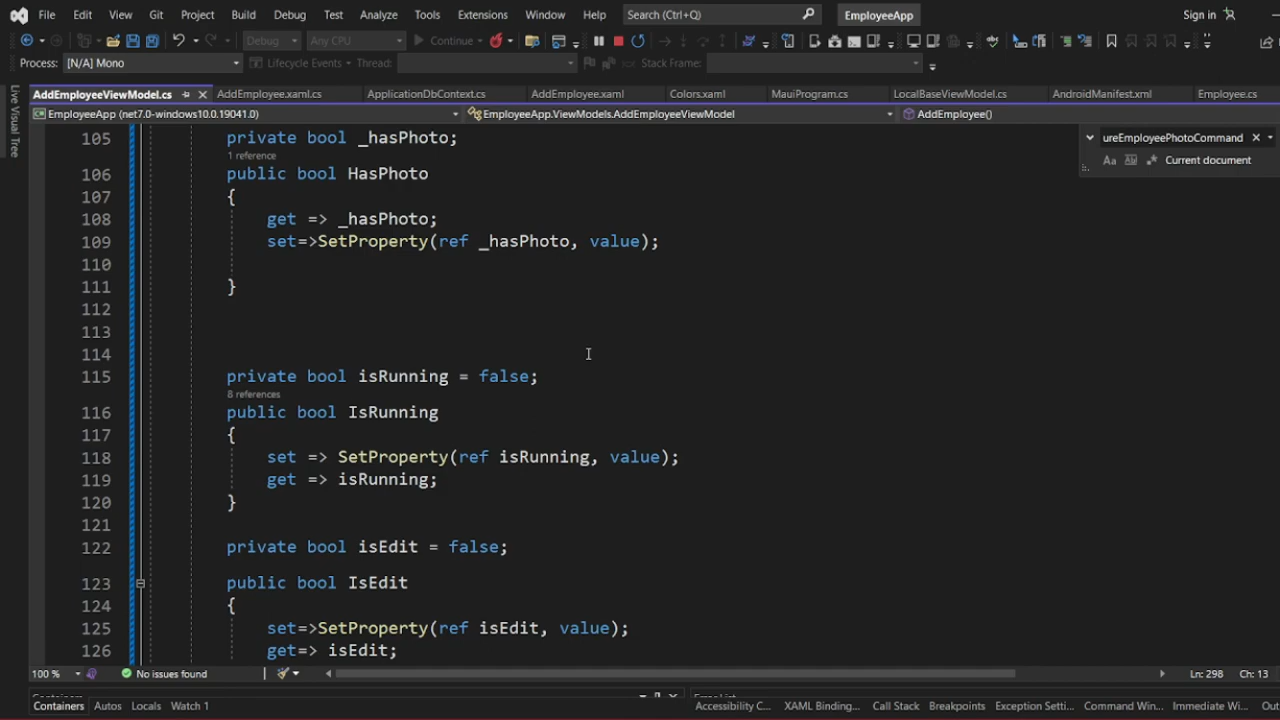 File Edit View Git Project Build Debug Test Analyze Tools Extensions Window Help Search (Ctrl+Q) EmployeeApp Sign in
Debug Any CPU Continue
Process: [N/A] Mono Lifecycle Events Thread: Stack Frame:
AddEmployeeViewModel.cs AddEmployee.xaml.cs ApplicationDbContext.cs AddEmployee.xaml Colors.xaml MauiProgram.cs LocalBaseViewModel.cs AndroidManifest.xml Employee.cs
Live Visual Tree
EmployeeApp (net7.0-windows10.0.19041.0) EmployeeApp.ViewModels.AddEmployeeViewModel AddEmployee()
ureEmployeePhotoCommand
Aa Ab Current document
105 private bool _hasPhoto;
1 reference
106 public bool HasPhoto
107 {
108 get => _hasPhoto;
109 set=>SetProperty(ref _hasPhoto, value);
110
111 }
112
113
114
115 private bool isRunning = false;
8 references
116 public bool IsRunning
117 {
118 set => SetProperty(ref isRunning, value);
119 get => isRunning;
120 }
121
122 private bool isEdit = false;
123 public bool IsEdit
124 {
125 set=>SetProperty(ref isEdit, value);
126 get=> isEdit;
100 % No issues found Ln: 298 Ch: 13
Containers Autos Locals Watch 1 Accessibility C... XAML Binding... Call Stack Breakpoints Exception Setti... Command Win... Immediate Wi... Out